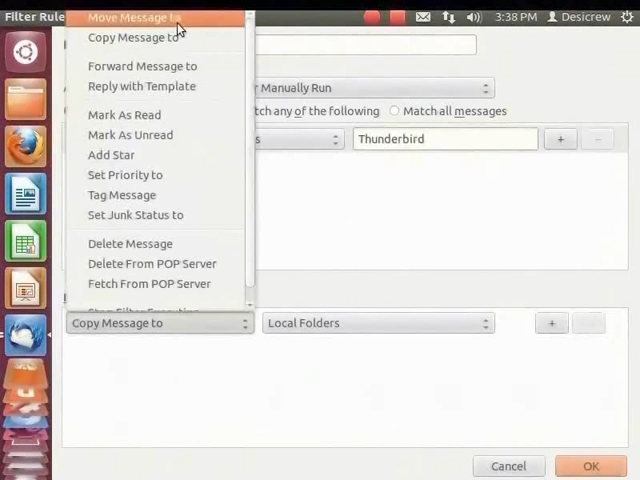 Filter Rule
Move Message to
3:38 PM
Desicrew
Copy Message to
Forward Message to
r Manually Run
Reply with Template
tch any of the following
Match all messages
Mark As Read
Mark As Unread
s
Thunderbird
+
−
Add Star
Set Priority to
Tag Message
Set Junk Status to
Delete Message
Delete From POP Server
Fetch From POP Server
Stop Filter Execution
Copy Message to
Local Folders
+
Cancel
OK